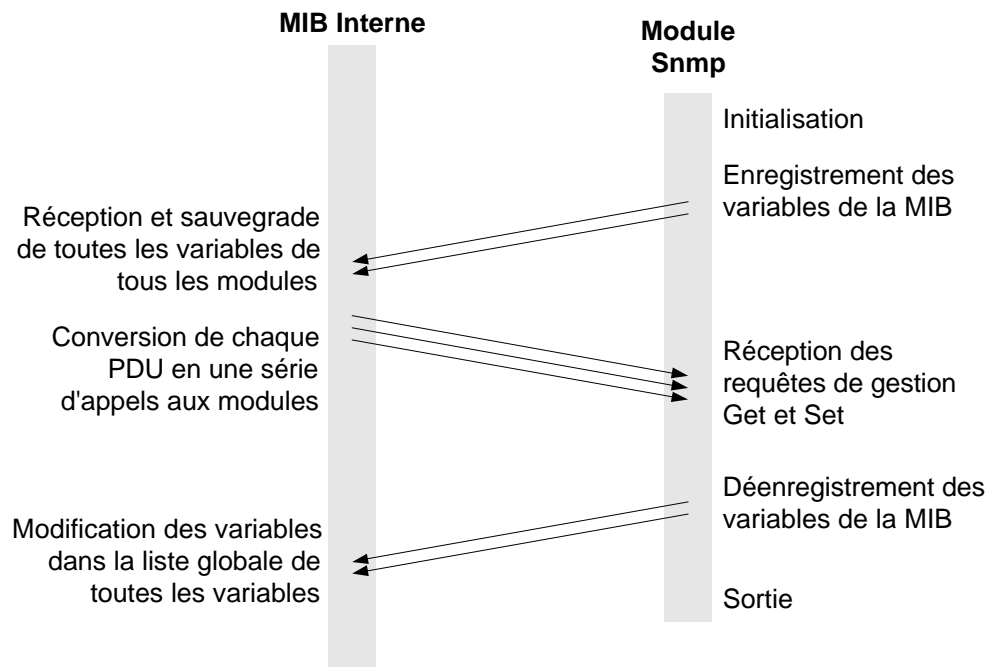 MIB Interne
Module
Snmp
Initialisation
Enregistrement des
variables de la MIB
Réception et sauvegrade
de toutes les variables de
tous les modules
Conversion de chaque
PDU en une série
d'appels aux modules
Réception des
requêtes de gestion
Get et Set
Déenregistrement des
variables de la MIB
Modification des variables
dans la liste globale de
toutes les variables
Sortie